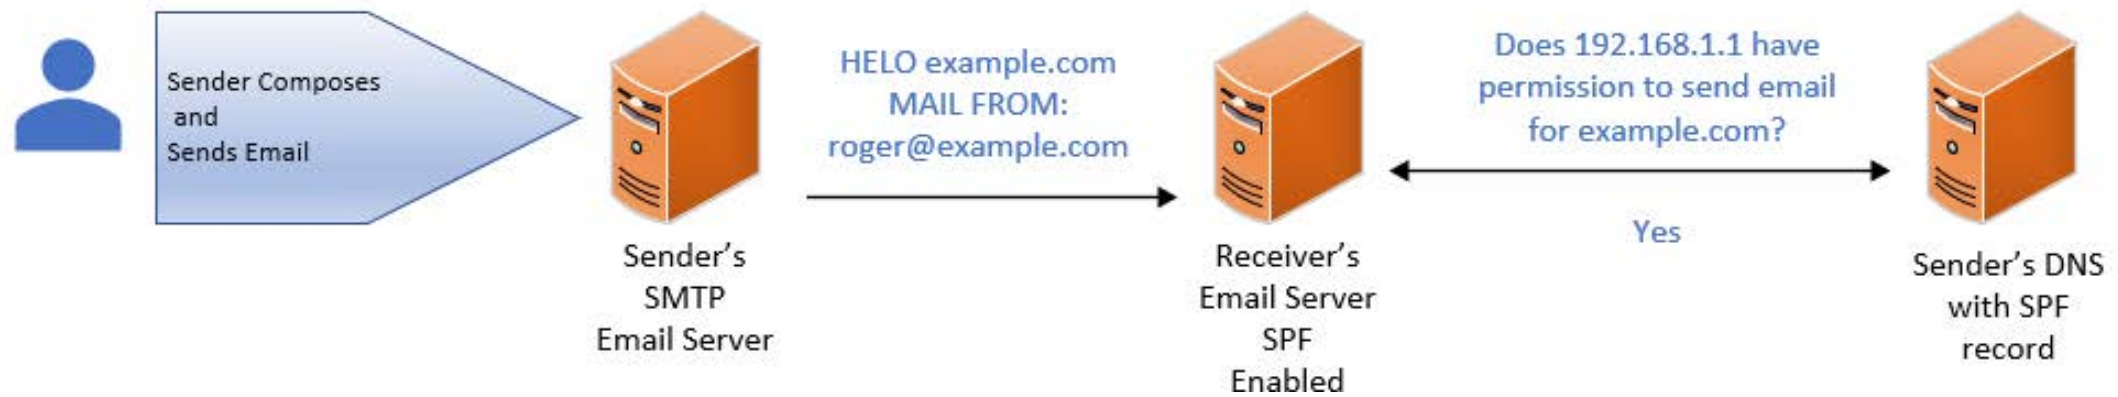 Sender Composes
and
Sends Email
Sender's
SMTP
Email Server
HELO example.com
MAIL FROM:
roger@example.com
Receiver's
Email Server
SPF
Enabled
Does 192.168.1.1 have
permission to send email
for example.com?
Yes
Sender's DNS
with SPF
record